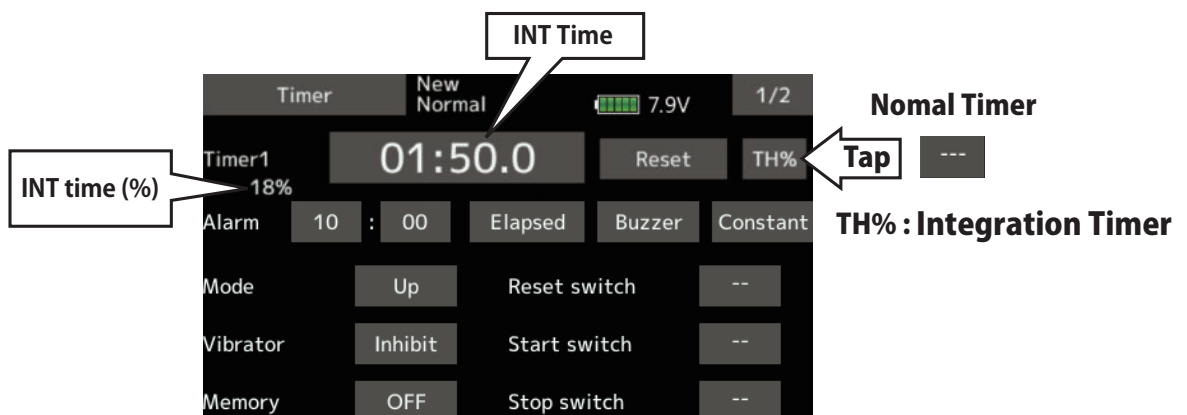 INT Time
Timer New Normal 7.9V 1/2
Nomal Timer
Timer1 01:50.0 Reset TH% Tap ---
INT time (%) 18%
Alarm 10 : 00 Elapsed Buzzer Constant
TH% : Integration Timer
Mode Up Reset switch --
Vibrator Inhibit Start switch --
Memory OFF Stop switch --